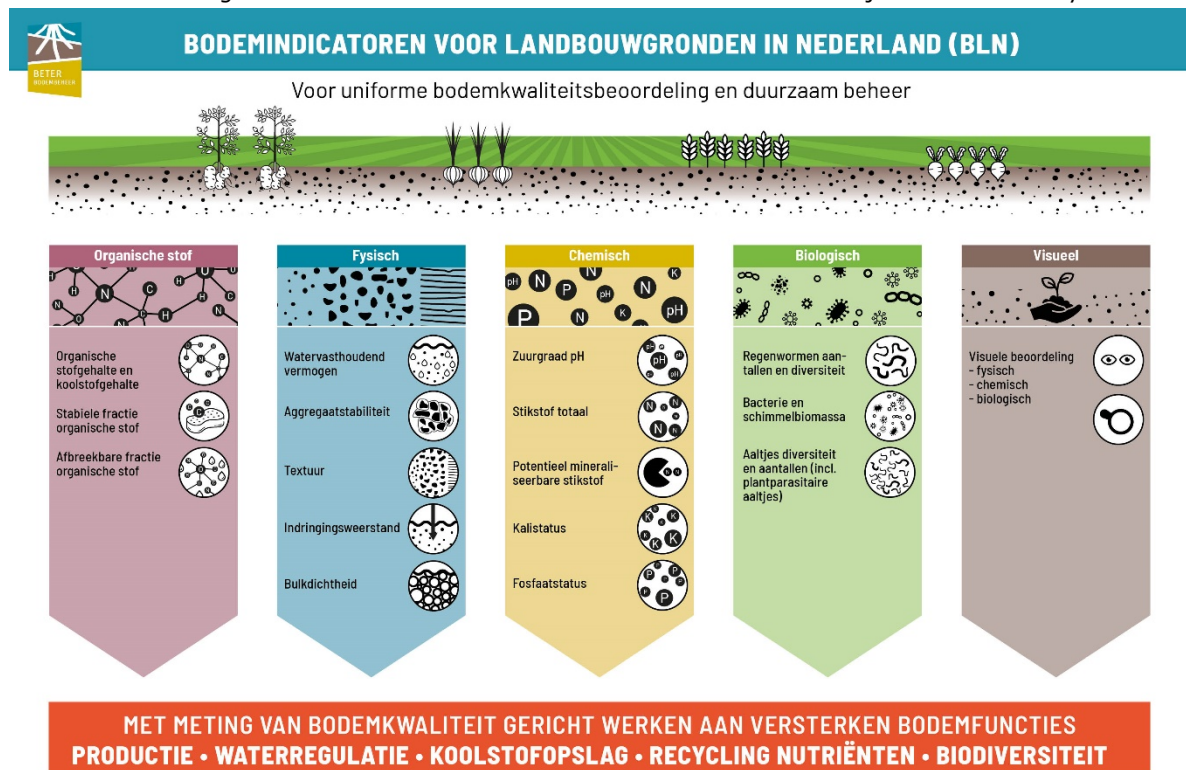 BODEMINDICATOREN VOOR LANDBOUWGRONDEN IN NEDERLAND (BLN)
BETER
BODEMBEHEER
Voor uniforme bodemkwaliteitsbeoordeling en duurzaam beheer
Organische stof
Organische
stofgehalte en
koolstofgehalte
Stabiele fractie
organische stof
Afbreekbare fractie
organische stof
Fysisch
Watervasthoudend
vermogen
Aggregaatstabiliteit
Textuur
Indringingsweerstand
Bulkdichtheid
Chemisch
Zuurgraad pH
Stikstof totaal
Potentieel minerali-
seerbare stikstof
Kalistatus
Fosfaatstatus
Biologisch
Regenwormen aan-
tallen en diversiteit
Bacterie en
schimmelbiomassa
Aaltjes diversiteit
en aantallen (incl.
plantparasitaire
aaltjes)
Visueel
Visuele beoordeling
- fysisch
- chemisch
- biologisch
MET METING VAN BODEMKWALITEIT GERICHT WERKEN AAN VERSTERKEN BODEMFUNCTIES
PRODUCTIE • WATERREGULATIE • KOOLSTOFOPSLAG • RECYCLING NUTRIËNTEN • BIODIVERSITEIT